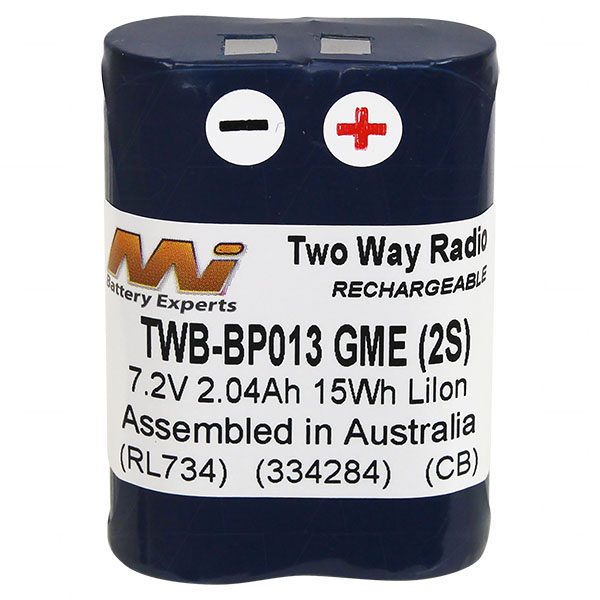 − +
Mi
Battery Experts
Two Way Radio
RECHARGEABLE
TWB-BP013 GME (2S)
7.2V 2.04Ah 15Wh LiIon
Assembled in Australia
(RL734) (334284) (CB)